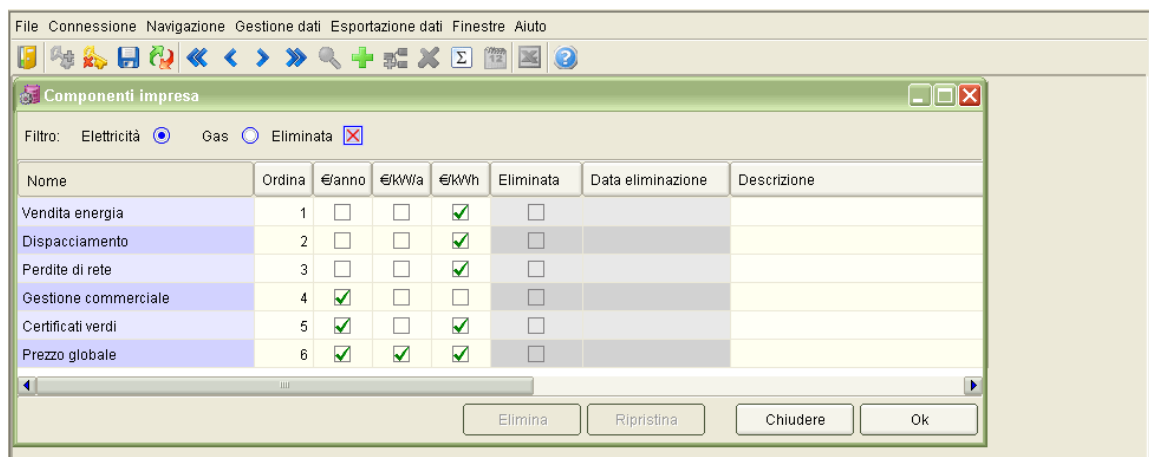 File Connessione Navigazione Gestione dati Esportazione dati Finestre Aiuto
12
Componenti impresa
Filtro: Elettricità Gas Eliminata
Nome Ordina €/anno €/kW/a €/kWh Eliminata Data eliminazione Descrizione
Vendita energia 1
Dispacciamento 2
Perdite di rete 3
Gestione commerciale 4
Certificati verdi 5
Prezzo globale 6
Elimina Ripristina Chiudere Ok